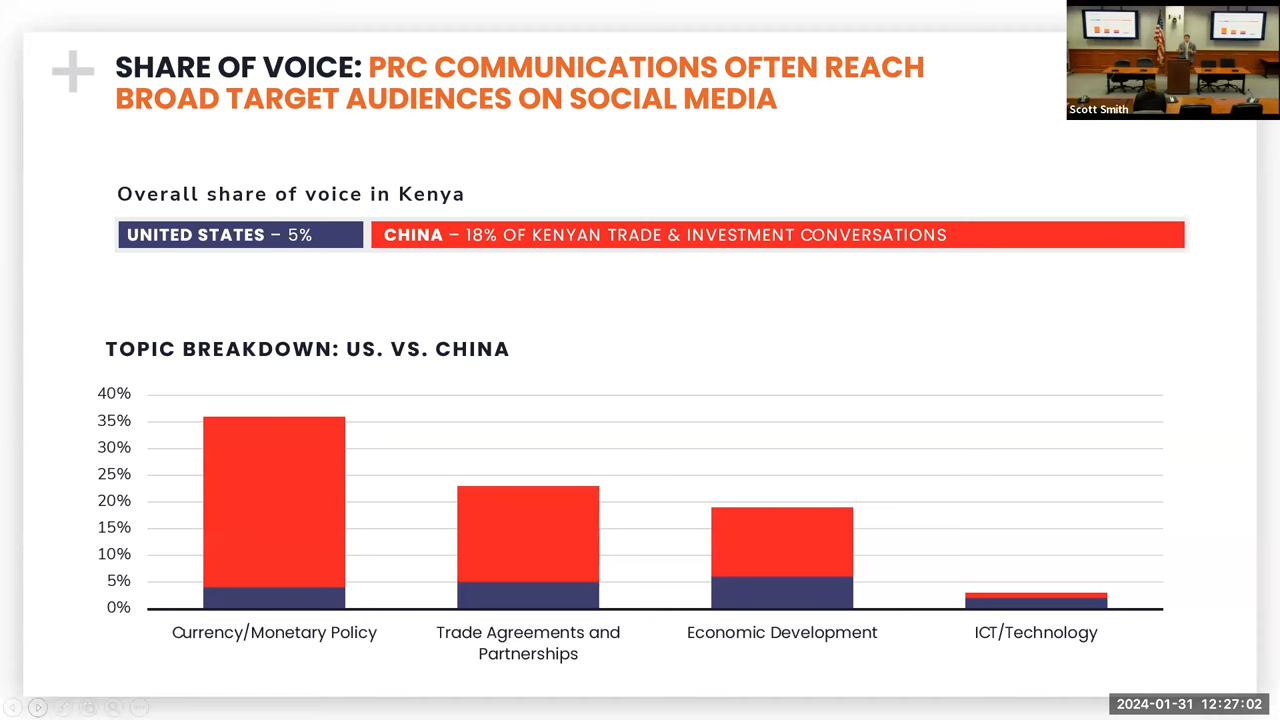 SHARE OF VOICE: PRC COMMUNICATIONS OFTEN REACH
BROAD TARGET AUDIENCES ON SOCIAL MEDIA
Scott Smith
Overall share of voice in Kenya
UNITED STATES – 5%
CHINA – 18% OF KENYAN TRADE & INVESTMENT CONVERSATIONS
TOPIC BREAKDOWN: US. VS. CHINA
40%
35%
30%
25%
20%
15%
10%
5%
0%
Currency/Monetary Policy
Trade Agreements and
Partnerships
Economic Development
ICT/Technology
2024-01-31 12:27:02